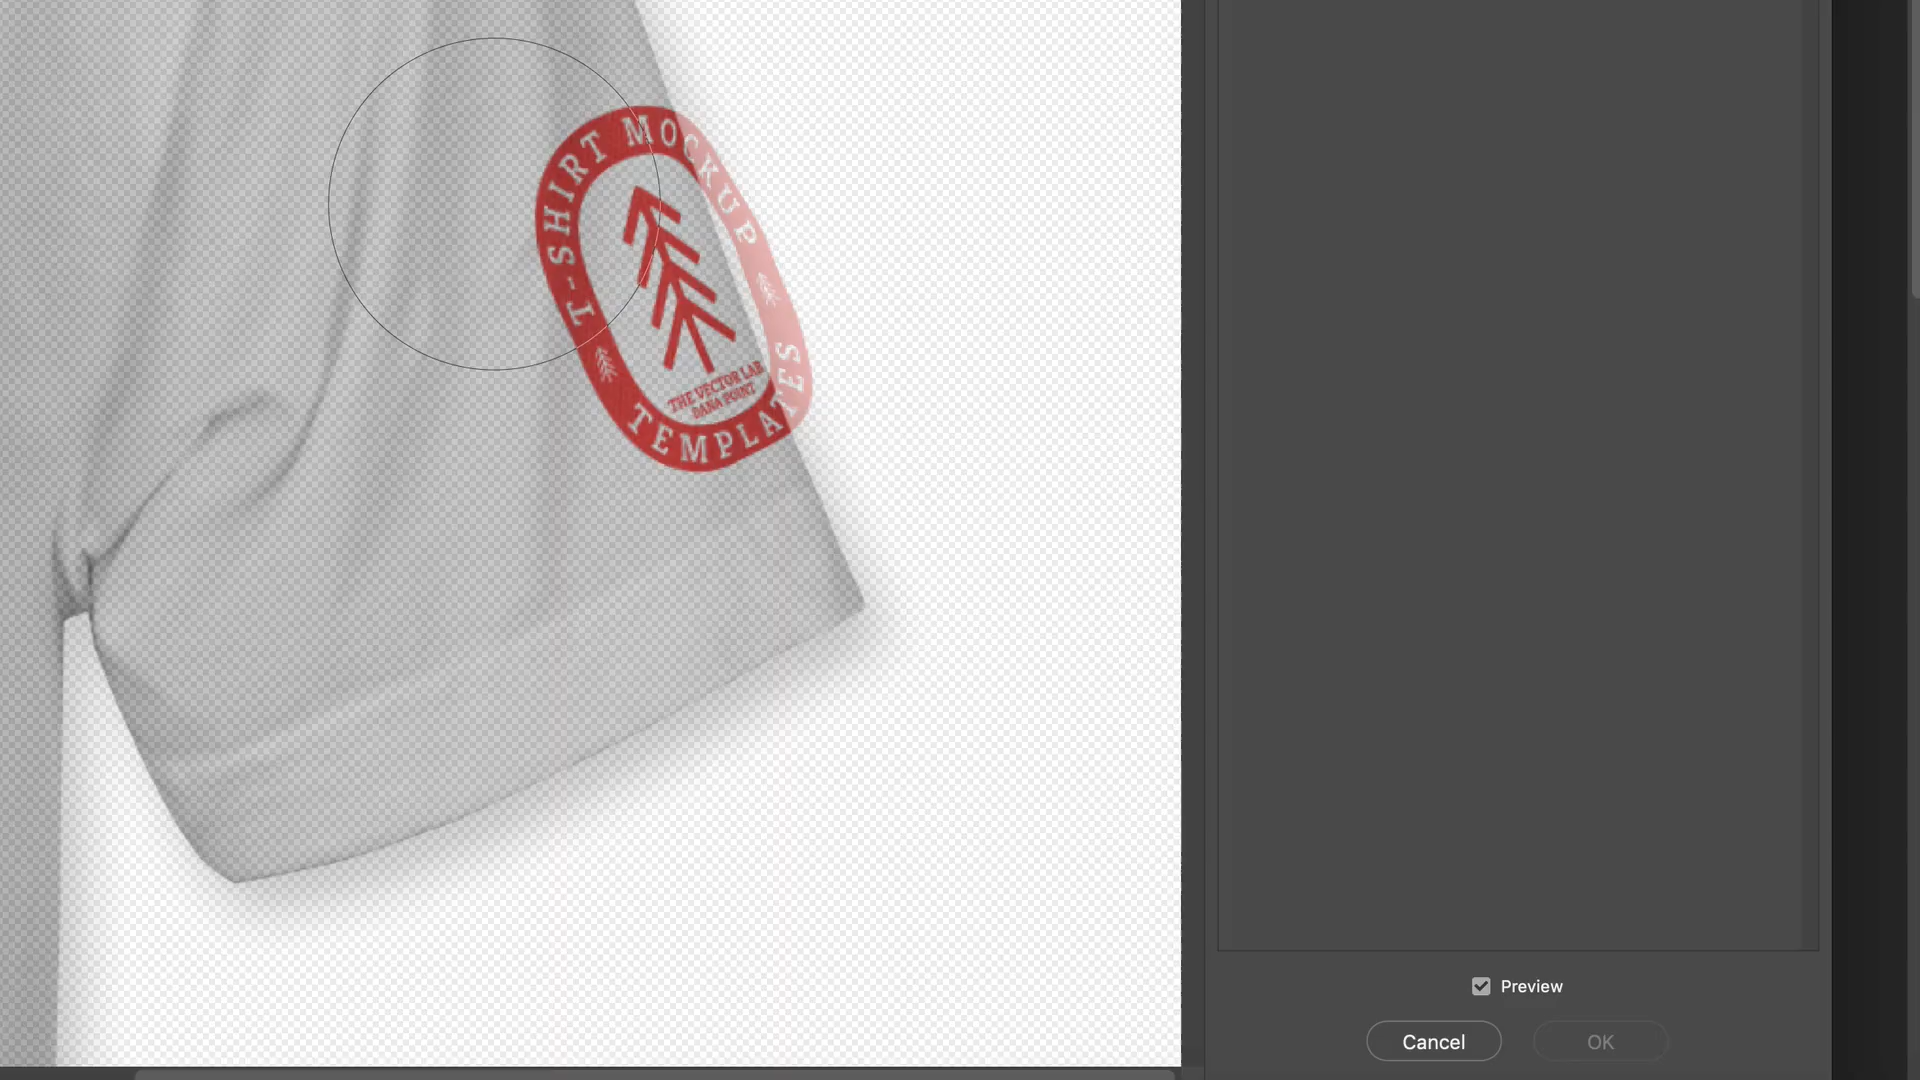 T-SHIRT MOCKUP
TEMPLATES
THE VECTOR LAB
DANA POINT
Preview
Cancel
OK